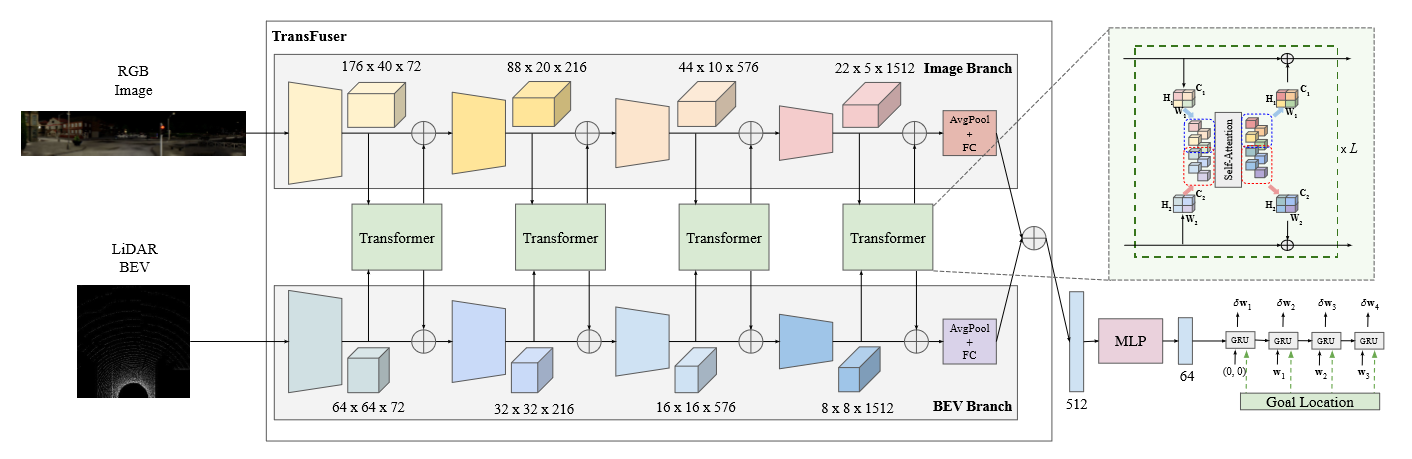 TransFuser
RGB
Image
176 x 40 x 72
88 x 20 x 216
44 x 10 x 576
22 x 5 x 1512
Image Branch
AvgPool
+
FC
Transformer
Transformer
Transformer
Transformer
LiDAR
BEV
AvgPool
+
FC
64 x 64 x 72
32 x 32 x 216
16 x 16 x 576
8 x 8 x 1512
BEV Branch
H₁
W₁
C₁
H₁
W₁
C₁
Self-Attention
x L
H₂
W₂
C₂
H₂
W₂
C₂
512
MLP
64
δw₁
δw₂
δw₃
δw₄
GRU
GRU
GRU
GRU
(0, 0)
w₁
w₂
w₃
Goal Location